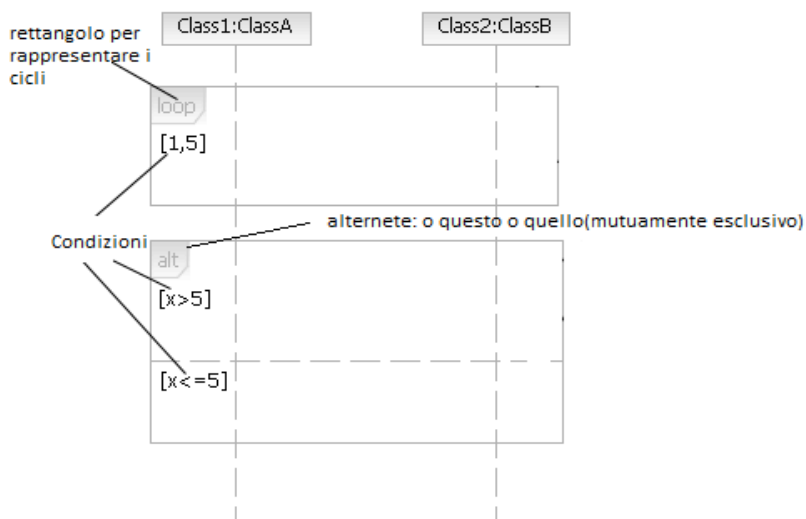 Class1:ClassA
Class2:ClassB
rettangolo per
rappresentare i
cicli
loop
[1,5]
alternete: o questo o quello(mutuamente esclusivo)
Condizioni
alt
[x>5]
[x<=5]